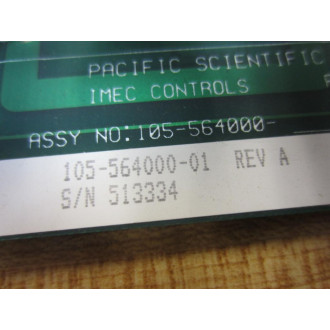 PACIFIC SCIENTIFIC
IMEC CONTROLS
ASSY NO:105-564000-
105-564000-01 REV A
S/N 513334